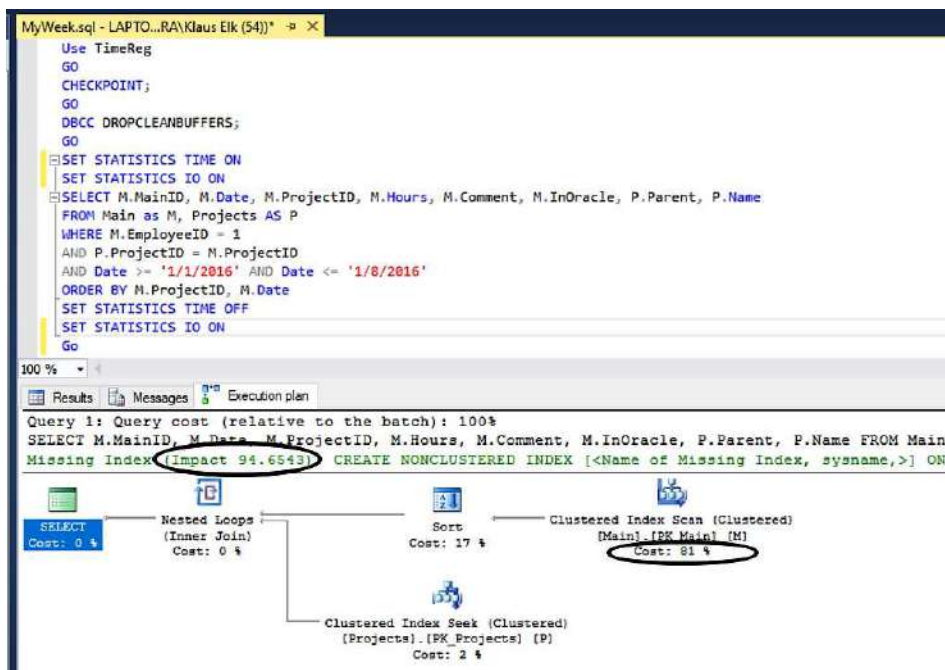 MyWeek.sql - LAPTO...RA\Klaus Elk (54))*
Use TimeReg
GO
CHECKPOINT;
GO
DBCC DROPCLEANBUFFERS;
GO
SET STATISTICS TIME ON
SET STATISTICS IO ON
SELECT M.MainID, M.Date, M.ProjectID, M.Hours, M.Comment, M.InOracle, P.Parent, P.Name
FROM Main as M, Projects AS P
WHERE M.EmployeeID = 1
AND P.ProjectID = M.ProjectID
AND Date >= '1/1/2016' AND Date <= '1/8/2016'
ORDER BY M.ProjectID, M.Date
SET STATISTICS TIME OFF
SET STATISTICS IO ON
Go
100 %
Results Messages Execution plan
Query 1: Query cost (relative to the batch): 100%
SELECT M.MainID, M.Date, M.ProjectID, M.Hours, M.Comment, M.InOracle, P.Parent, P.Name FROM Main
Missing Index (Impact 94.6543) CREATE NONCLUSTERED INDEX [<Name of Missing Index, sysname,>] ON
SELECT
Cost: 0 %
Nested Loops
(Inner Join)
Cost: 0 %
Sort
Cost: 17 %
Clustered Index Scan (Clustered)
[Main].[PK_Main] [M]
Cost: 81 %
Clustered Index Seek (Clustered)
[Projects].[PK_Projects] [P]
Cost: 2 %